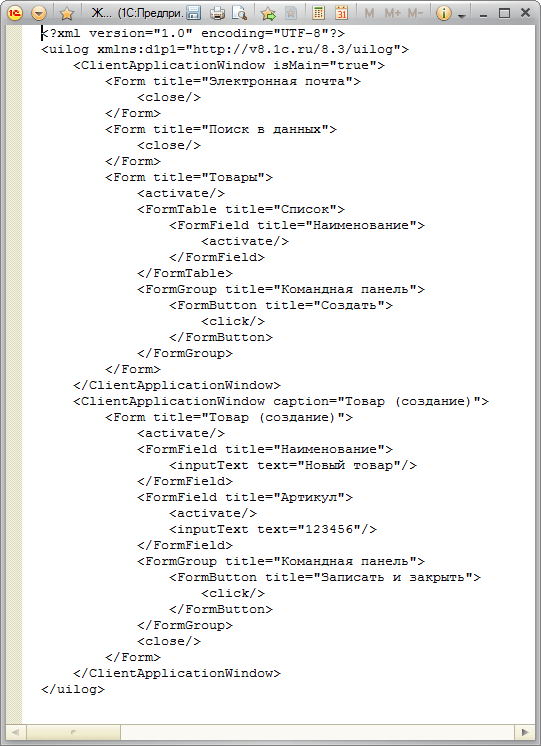 Ж... (1С:Предпри...
M M+ M-
31
<?xml version="1.0" encoding="UTF-8"?>
<uilog xmlns:d1p1="http://v8.1c.ru/8.3/uilog">
    <ClientApplicationWindow isMain="true">
        <Form title="Электронная почта">
            <close/>
        </Form>
        <Form title="Поиск в данных">
            <close/>
        </Form>
        <Form title="Товары">
            <activate/>
            <FormTable title="Список">
                <FormField title="Наименование">
                    <activate/>
                </FormField>
            </FormTable>
            <FormGroup title="Командная панель">
                <FormButton title="Создать">
                    <click/>
                </FormButton>
            </FormGroup>
        </Form>
    </ClientApplicationWindow>
    <ClientApplicationWindow caption="Товар (создание)">
        <Form title="Товар (создание)">
            <activate/>
            <FormField title="Наименование">
                <inputText text="Новый товар"/>
            </FormField>
            <FormField title="Артикул">
                <activate/>
                <inputText text="123456"/>
            </FormField>
            <FormGroup title="Командная панель">
                <FormButton title="Записать и закрыть">
                    <click/>
                </FormButton>
            </FormGroup>
            <close/>
        </Form>
    </ClientApplicationWindow>
</uilog>